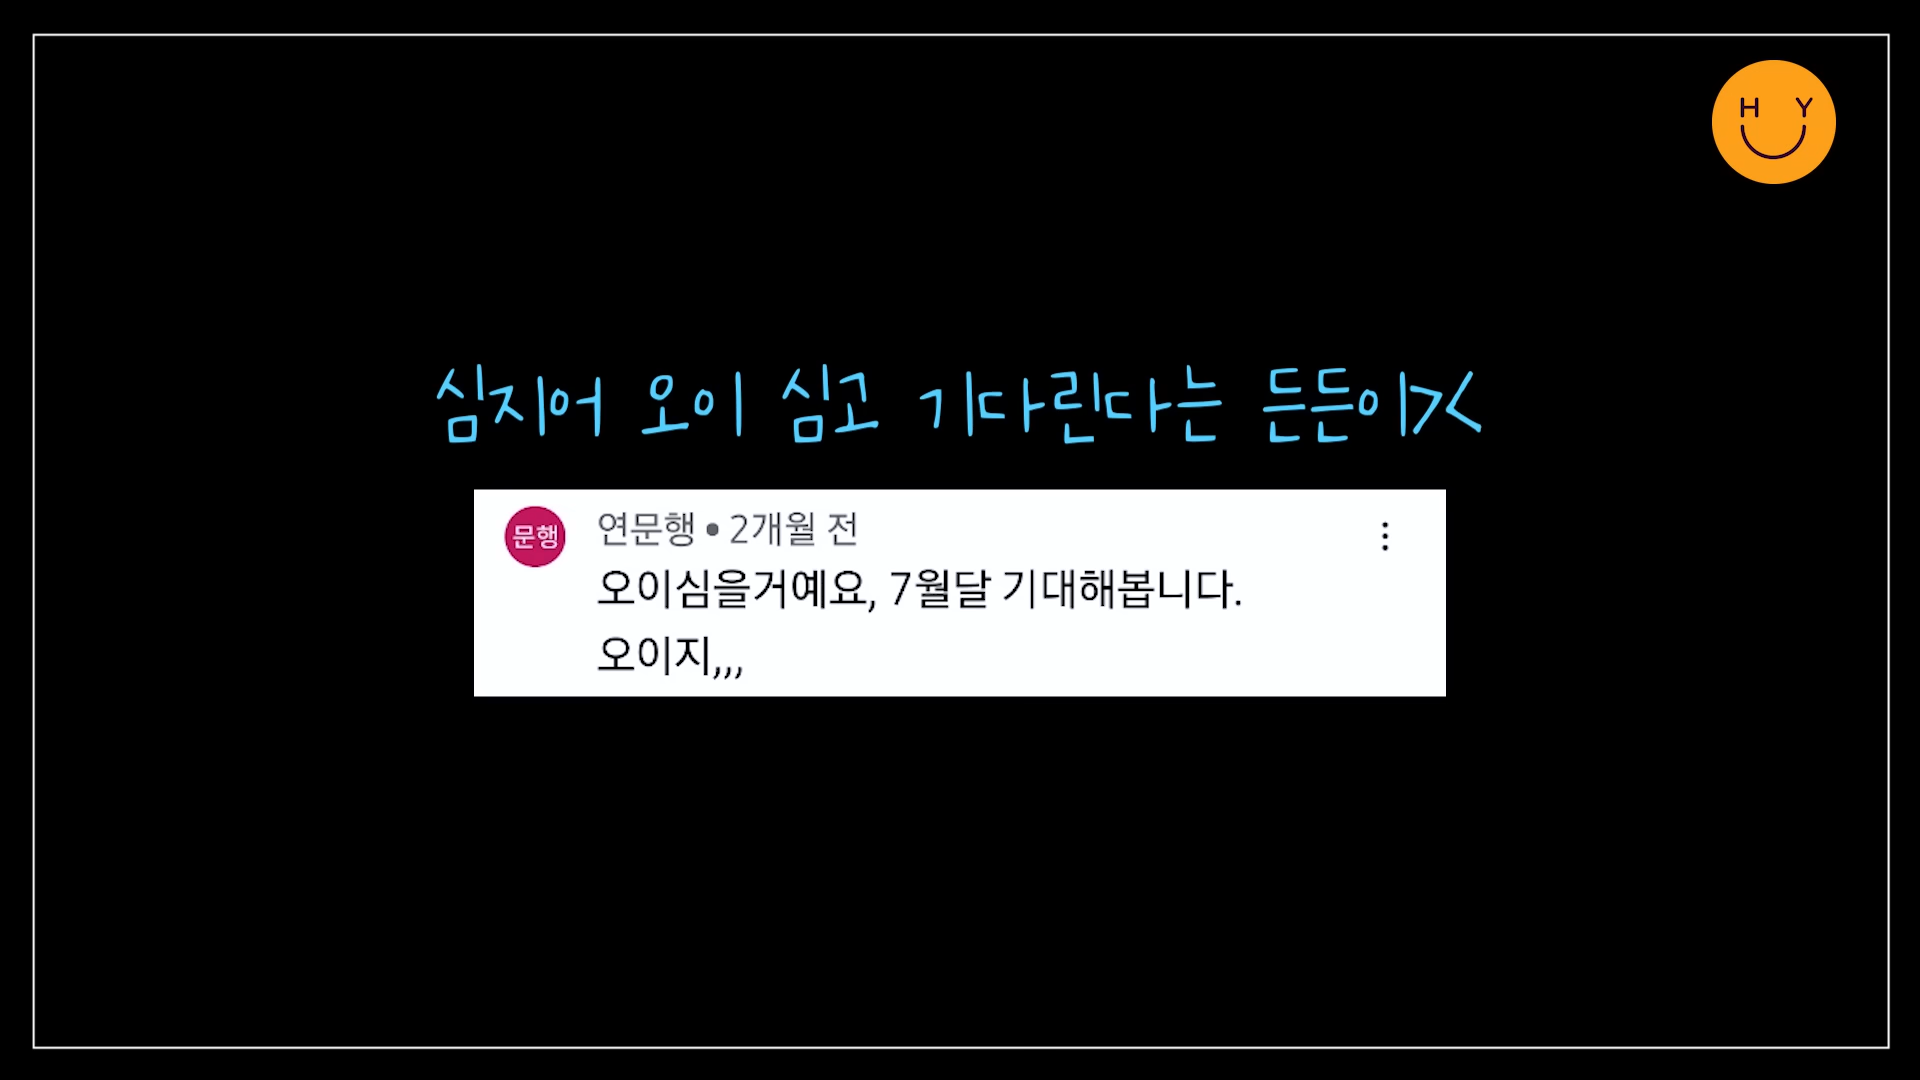 H Y
심지어 오이 심고 기다린다는 든든이>
문행
연문행 • 2개월 전
오이심을거예요, 7월달 기대해봅니다.
오이지,,,